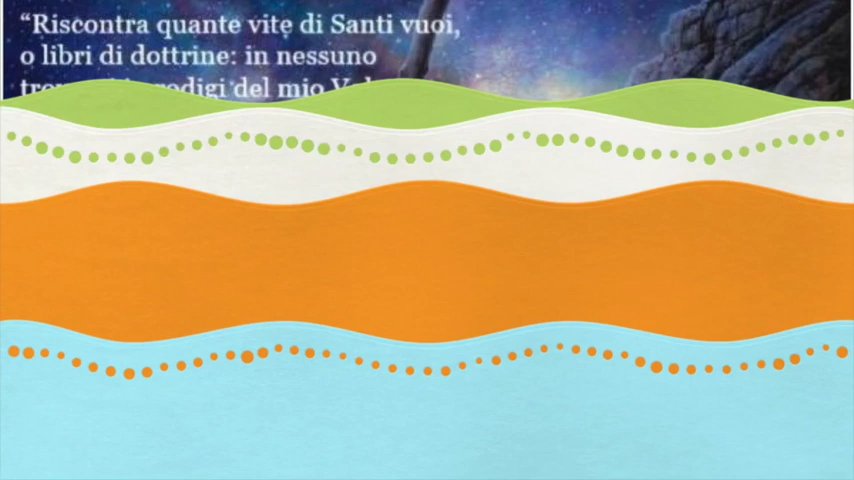 “Riscontra quante vite di Santi vuoi,
o libri di dottrine: in nessuno
del mio